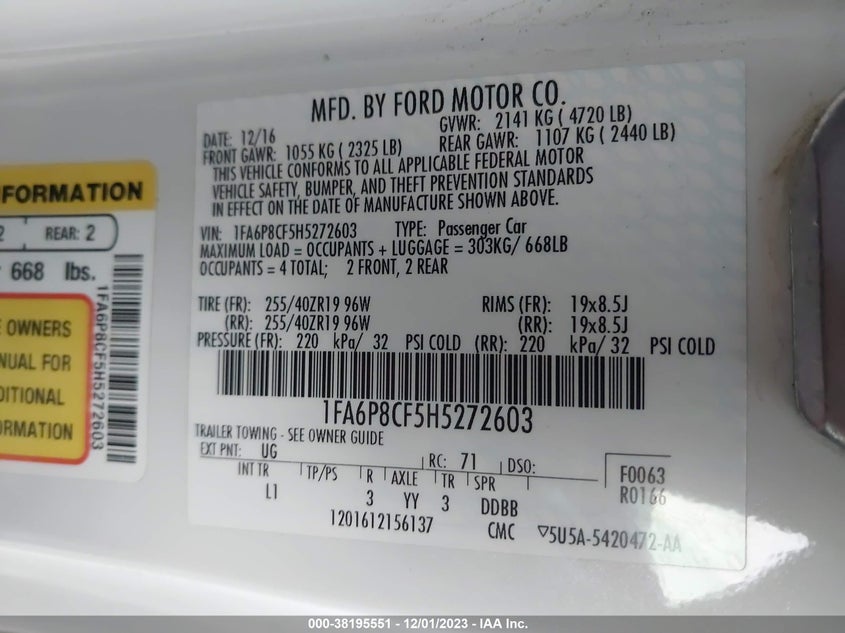 MFD. BY FORD MOTOR CO.
DATE: 12/16 GVWR: 2141 KG ( 4720 LB)
FRONT GAWR: 1055 KG ( 2325 LB) REAR GAWR: 1107 KG ( 2440 LB)
THIS VEHICLE CONFORMS TO ALL APPLICABLE FEDERAL MOTOR
VEHICLE SAFETY, BUMPER, AND THEFT PREVENTION STANDARDS
IN EFFECT ON THE DATE OF MANUFACTURE SHOWN ABOVE.
VIN: 1FA6P8CF5H5272603 TYPE: Passenger Car
MAXIMUM LOAD = OCCUPANTS + LUGGAGE = 303KG/ 668LB
OCCUPANTS = 4 TOTAL; 2 FRONT, 2 REAR
TIRE (FR): 255/40ZR19 96W RIMS (FR): 19x8.5J
(RR): 255/40ZR19 96W (RR): 19x8.5J
PRESSURE (FR): 220 kPa/ 32 PSI COLD (RR): 220 kPa/ 32 PSI COLD
1FA6P8CF5H5272603
TRAILER TOWING - SEE OWNER GUIDE
EXT PNT: UG RC: 71 DSO: F0063
INT TR TP/PS R AXLE TR SPR R0166
L1 3 YY 3 DDBB
1201612156137 CMC ▽5U5A-5420472-AA
FORMATION
2 REAR: 2
668 lbs.
E OWNERS
NUAL FOR
DITIONAL
ORMATION
1FA6P8CF5H5272603
000-38195551 - 12/01/2023 - IAA Inc.